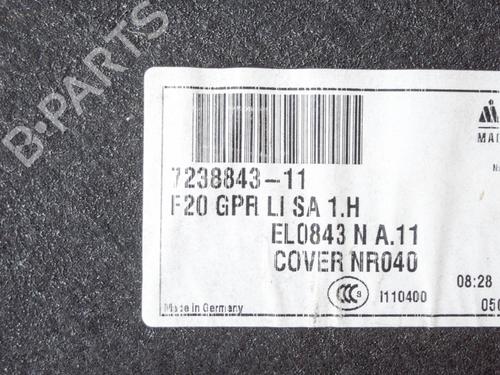 B-PARTS
7238843-11
F20 GPR LI SA 1.H
EL0843 N A.11
COVER NR040
08:28
I110400
Made in Germany